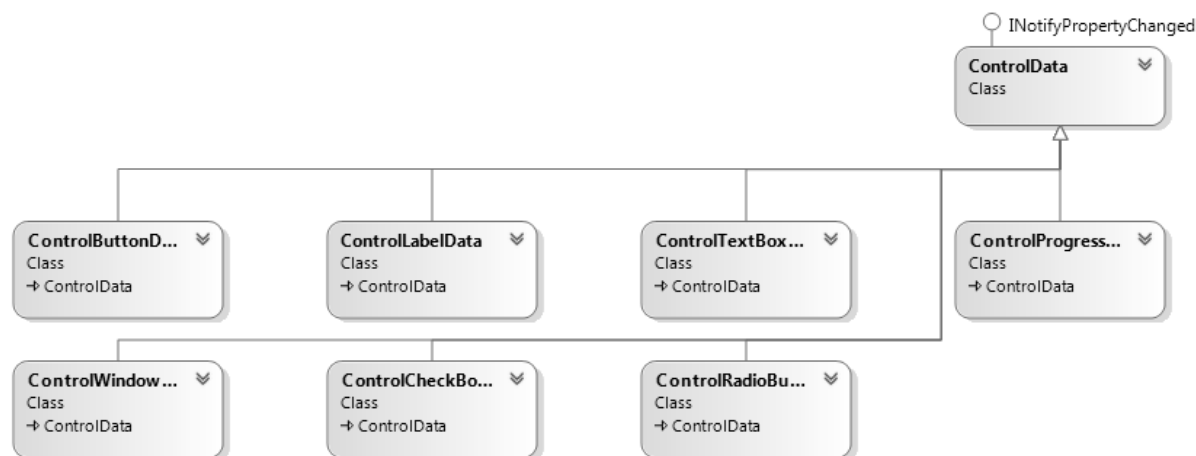 INotifyPropertyChanged
ControlData
Class
ControlButtonD...
Class
ControlData
ControlLabelData
Class
ControlData
ControlTextBox...
Class
ControlData
ControlProgress...
Class
ControlData
ControlWindow...
Class
ControlData
ControlCheckBo...
Class
ControlData
ControlRadioBu...
Class
ControlData